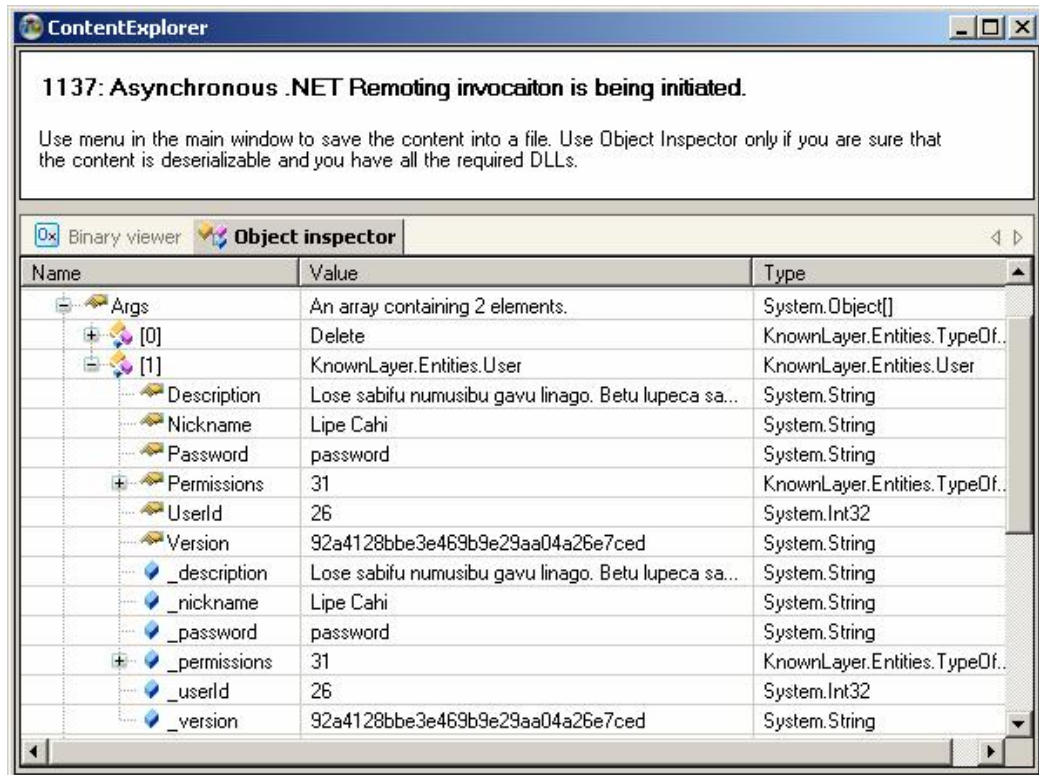 ContentExplorer
1137: Asynchronous .NET Remoting invocaiton is being initiated.
Use menu in the main window to save the content into a file. Use Object Inspector only if you are sure that
the content is deserializable and you have all the required DLLs.
0x Binary viewer Object inspector
Name Value Type
Args An array containing 2 elements. System.Object[]
[0] Delete KnownLayer.Entities.TypeOf..
[1] KnownLayer.Entities.User KnownLayer.Entities.User
Description Lose sabifu numusibu gavu linago. Betu lupeca sa... System.String
Nickname Lipe Cahi System.String
Password password System.String
Permissions 31 KnownLayer.Entities.TypeOf..
UserId 26 System.Int32
Version 92a4128bbe3e469b9e29aa04a26e7ced System.String
_description Lose sabifu numusibu gavu linago. Betu lupeca sa... System.String
_nickname Lipe Cahi System.String
_password password System.String
_permissions 31 KnownLayer.Entities.TypeOf..
_userId 26 System.Int32
_version 92a4128bbe3e469b9e29aa04a26e7ced System.String